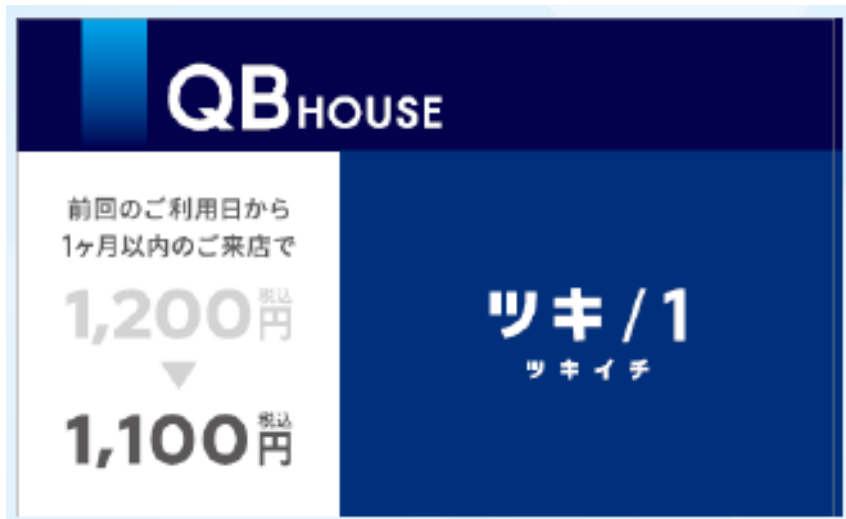 QB HOUSE
前回のご利用日から
1ヶ月以内のご来店で
1,200円 税込
1,100円 税込
ツキ/1
ツキイチ